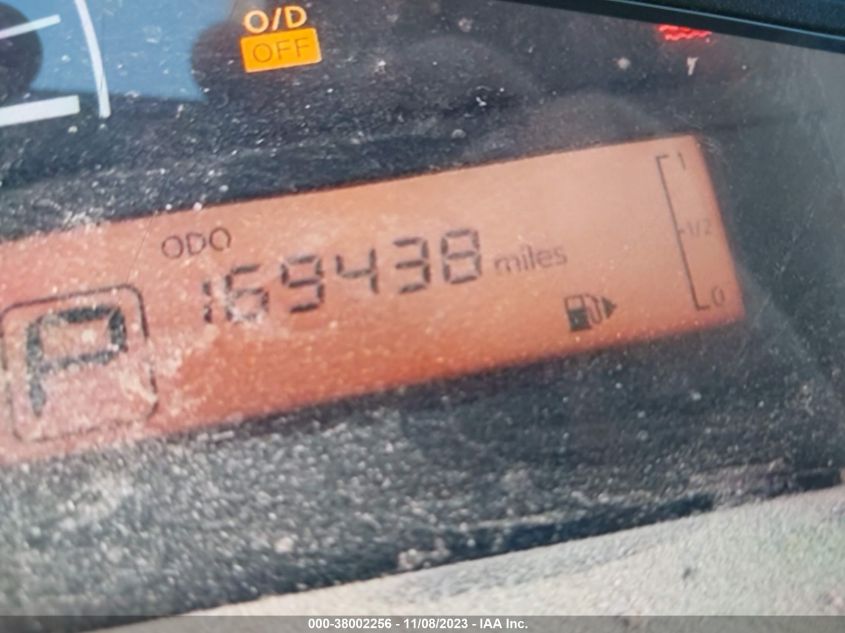 O/D
OFF
ODO
169438 miles
P
1
1/2
0
000-38002256 - 11/08/2023 - IAA Inc.